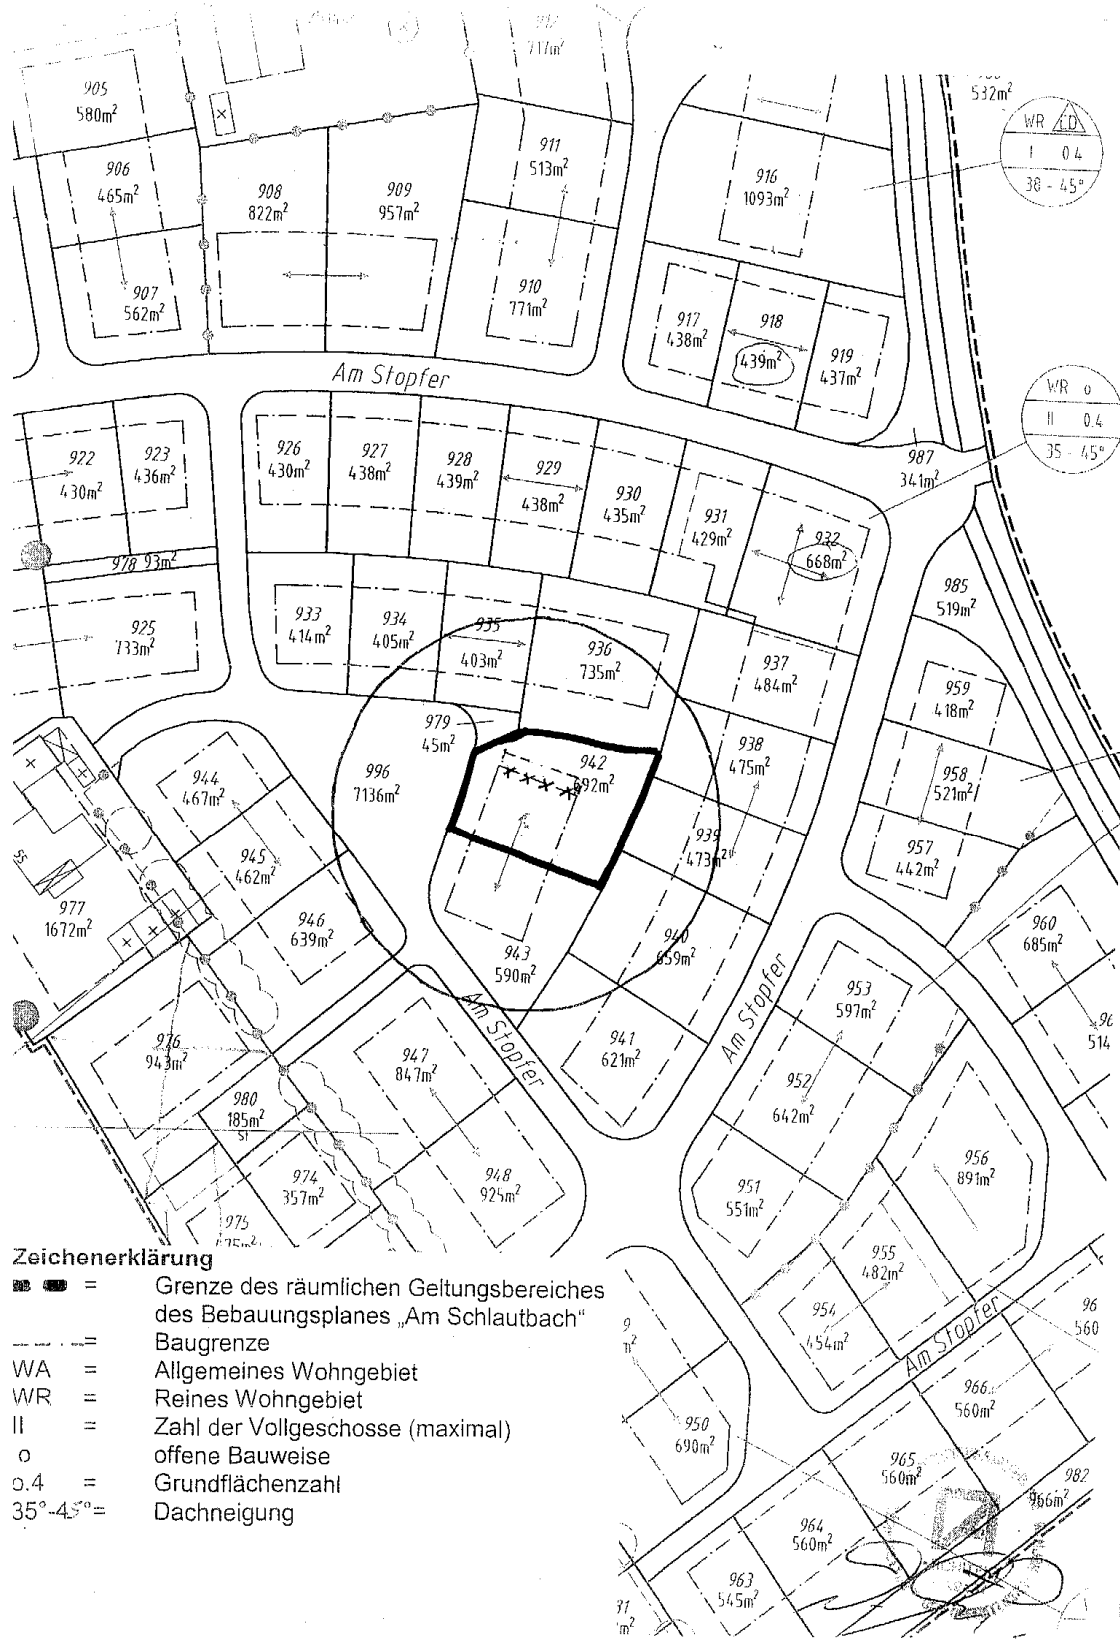 717m²
905
580m²
532m²
WR
I 0.4
38 - 45°
906
465m²
908
822m²
909
957m²
911
513m²
916
1093m²
907
562m²
910
771m²
917
438m²
918
439m²
919
437m²
Am Stopfer
WR o
II 0.4
35 - 45°
922
430m²
923
436m²
926
430m²
927
438m²
928
439m²
929
438m²
930
435m²
931
429m²
932
668m²
987
341m²
978 93m²
985
519m²
925
733m²
933
414m²
934
405m²
935
403m²
936
735m²
937
484m²
959
418m²
979
45m²
938
475m²
942
692m²
996
7136m²
944
467m²
958
521m²
945
462m²
939
473m²
957
442m²
977
1672m²
946
639m²
943
590m²
940
659m²
960
685m²
Am Stopfer
Am Stopfer
953
597m²
976
943m²
947
847m²
941
621m²
514
980
185m²
St
952
642m²
974
357m²
948
925m²
951
551m²
956
891m²
975
955
482m²
954
454m²
Am Stopfer
Zeichenerklärung
= Grenze des räumlichen Geltungsbereiches
des Bebauungsplanes „Am Schlautbach“
= Baugrenze
WA = Allgemeines Wohngebiet
WR = Reines Wohngebiet
II = Zahl der Vollgeschosse (maximal)
o offene Bauweise
0.4 = Grundflächenzahl
35°-45°= Dachneigung
96
560
966
560m²
950
690m²
965
560m²
982
966m²
964
560m²
963
545m²